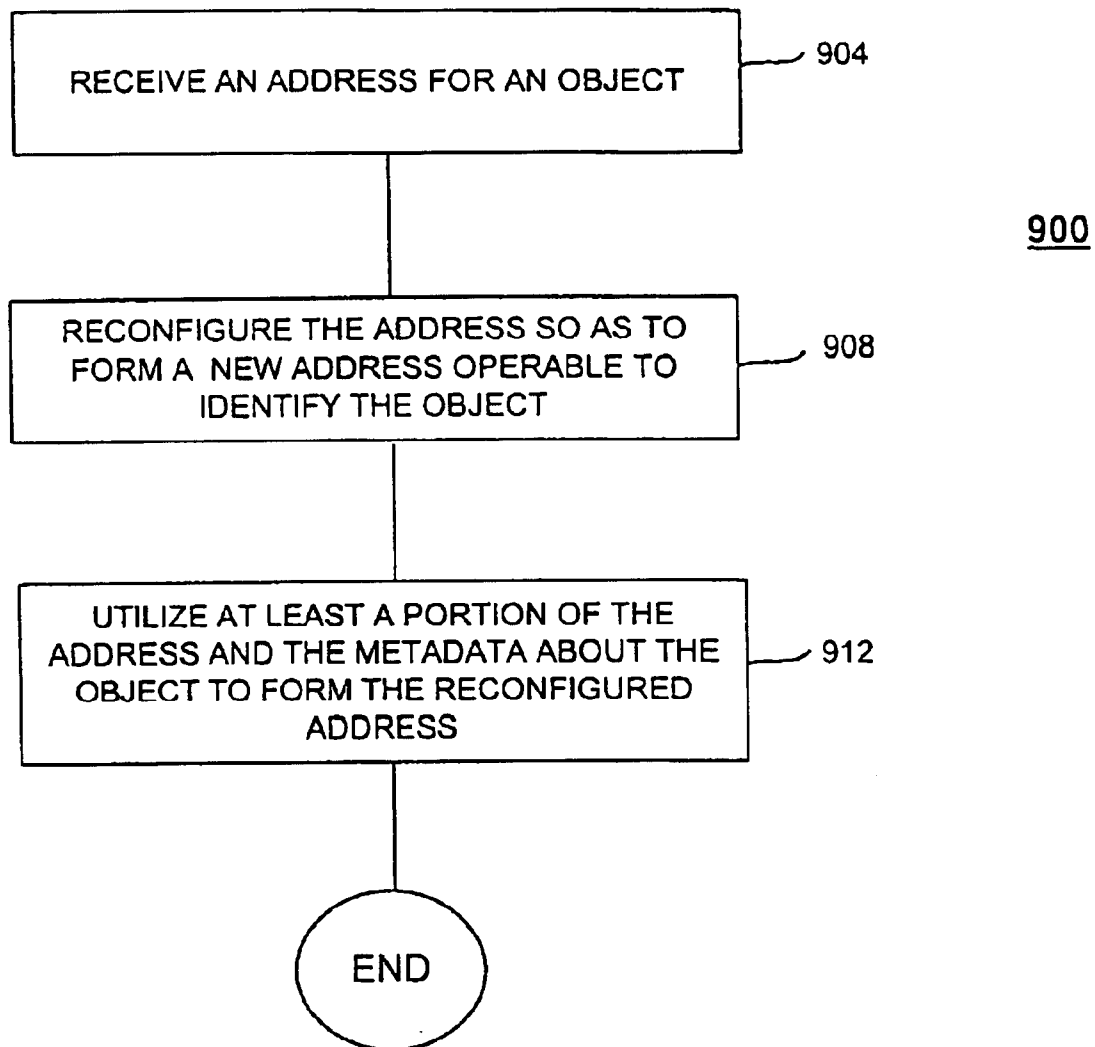 RECEIVE AN ADDRESS FOR AN OBJECT
904
900
RECONFIGURE THE ADDRESS SO AS TO
FORM A NEW ADDRESS OPERABLE TO
IDENTIFY THE OBJECT
908
UTILIZE AT LEAST A PORTION OF THE
ADDRESS AND THE METADATA ABOUT THE
OBJECT TO FORM THE RECONFIGURED
ADDRESS
912
END